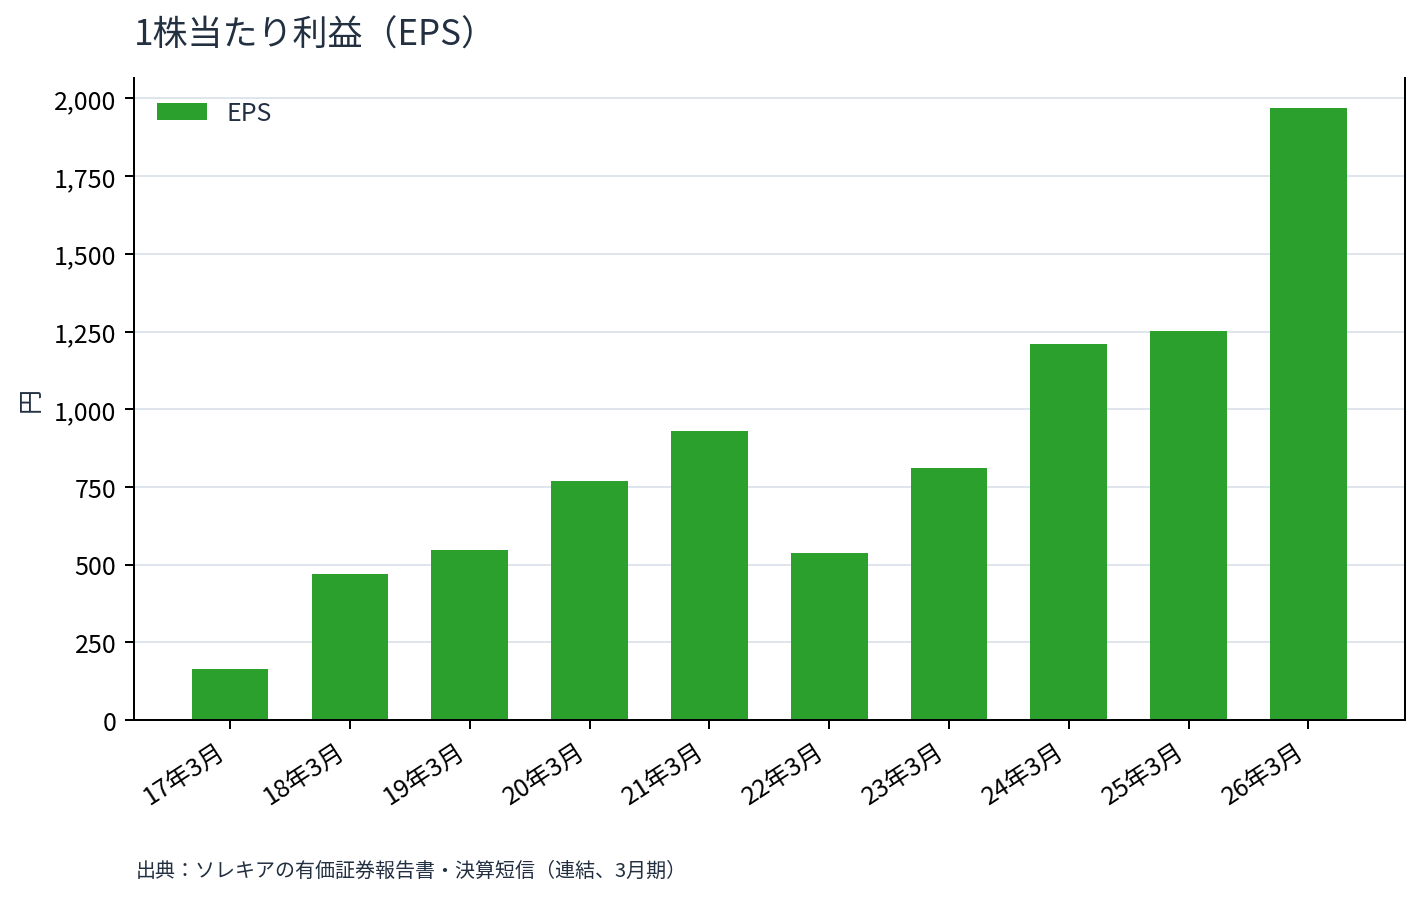 1株当たり利益（EPS）
EPS
円
2,000
1,750
1,500
1,250
1,000
750
500
250
0
17年3月
18年3月
19年3月
20年3月
21年3月
22年3月
23年3月
24年3月
25年3月
26年3月
出典：ソレキアの有価証券報告書・決算短信（連結、3月期）